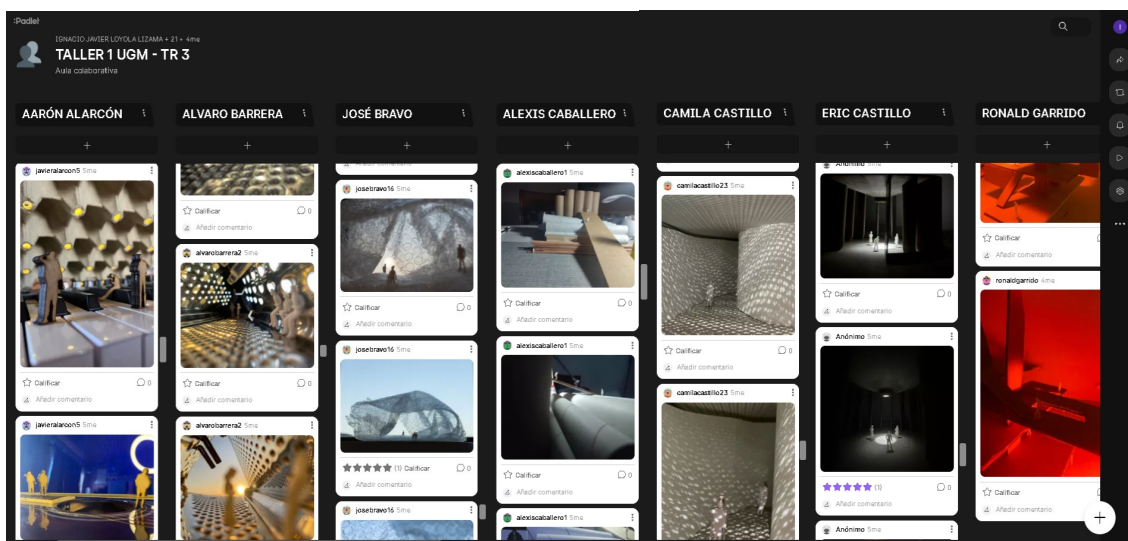 :Padlet
IGNACIO JAVIER LOYOLA LIZAMA + 21 • 4me
TALLER 1 UGM - TR 3
Aula colaborativa
AARÓN ALARCÓN
ALVARO BARRERA
JOSÉ BRAVO
ALEXIS CABALLERO
CAMILA CASTILLO
ERIC CASTILLO
RONALD GARRIDO
javieralarcon5 5me
Calificar 0
Añadir comentario
javieralarcon5 5me
Calificar 0
Añadir comentario
alvarobarrera2 5me
Calificar 0
Añadir comentario
alvarobarrera2 5me
Añadir comentario
josebravo16 5me
Calificar 0
Añadir comentario
josebravo16 5me
(1) Calificar 0
Añadir comentario
josebravo16 5me
alexiscaballero1 5me
Calificar 0
Añadir comentario
alexiscaballero1 5me
Calificar 0
Añadir comentario
alexiscaballero1 5me
camilacastillo23 5me
Calificar 0
Añadir comentario
camilacastillo23 5me
Anónimo 5me
Calificar 0
Añadir comentario
Anónimo 5me
(1) 0
Añadir comentario
Anónimo 5me
Calificar
Añadir comentario
ronaldgarrido 4me
Calificar
Añadir comentario